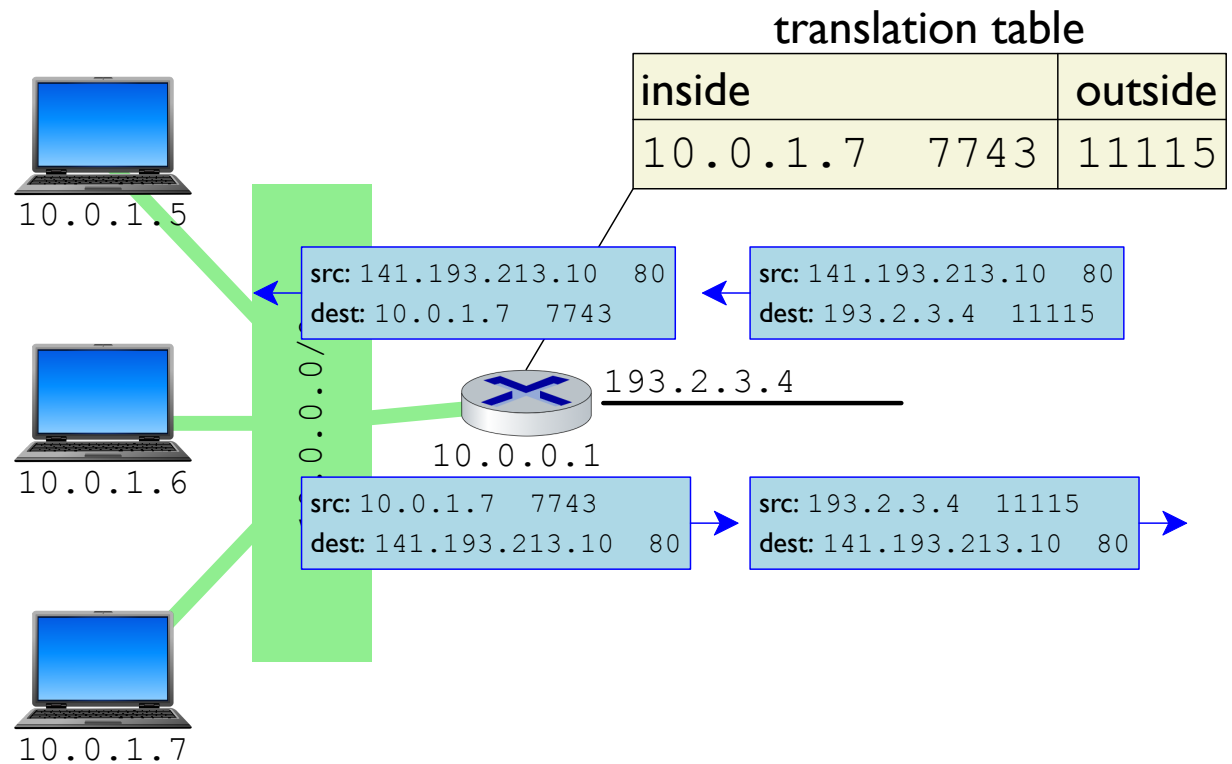 translation table
inside outside
10.0.1.7 7743 11115
10.0.1.5
src: 141.193.213.10 80
dest: 10.0.1.7 7743
src: 141.193.213.10 80
dest: 193.2.3.4 11115
193.2.3.4
10.0.1.6
10.0.0.1
src: 10.0.1.7 7743
dest: 141.193.213.10 80
src: 193.2.3.4 11115
dest: 141.193.213.10 80
10.0.1.7